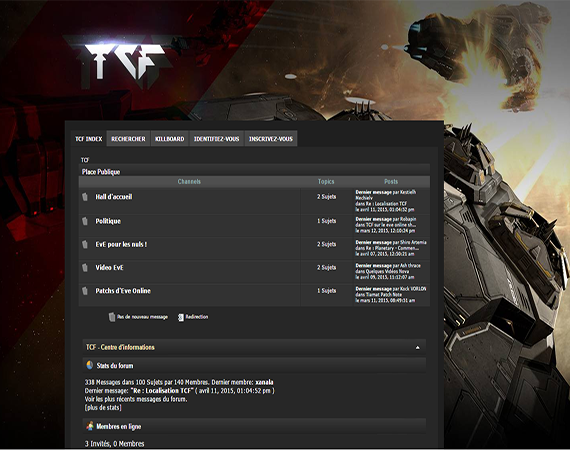 TCF
TCF INDEX RECHERCHER KILLBOARD IDENTIFIEZ-VOUS INSCRIVEZ-VOUS
TCF
Place Publique
Channels Topics Posts
Hall d'accueil 2 Sujets Dernier message par Kestielh
Nechaiev
dans Re : Localisation TCF
le avril 11, 2015, 01:04:52 pm
Politique 1 Sujets Dernier message par Robapin
dans TCF sur le eve online sh...
le mars 12, 2015, 12:10:24 pm
EvE pour les nuls ! 2 Sujets Dernier message par Shiro Artemia
dans Re : Planetary - Commen...
le avril 07, 2015, 12:50:21 am
Video EvE 2 Sujets Dernier message par Ash thrace
dans Quelques Vidéos Nova
le avril 09, 2015, 11:12:07 am
Patchs d'Eve Online 1 Sujets Dernier message par Kock VORLON
dans Tiamat Patch Note
le mars 11, 2015, 08:49:51 am
Pas de nouveau message Redirection
TCF - Centre d'informations
Stats du forum
338 Messages dans 100 Sujets par 140 Membres. Dernier membre: xanaia
Dernier message: "Re : Localisation TCF" ( avril 11, 2015, 01:04:52 pm )
Voir les plus récents messages du forum.
[plus de stats]
Membres en ligne
3 Invités, 0 Membres